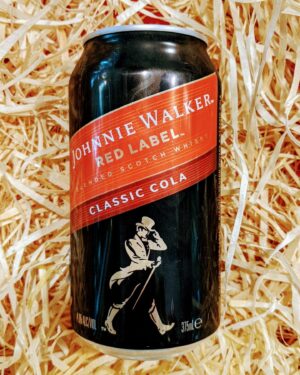 JOHNNIE WALKER.
RED LABEL
BLENDED SCOTCH WHISKY
CLASSIC COLA
375ml e